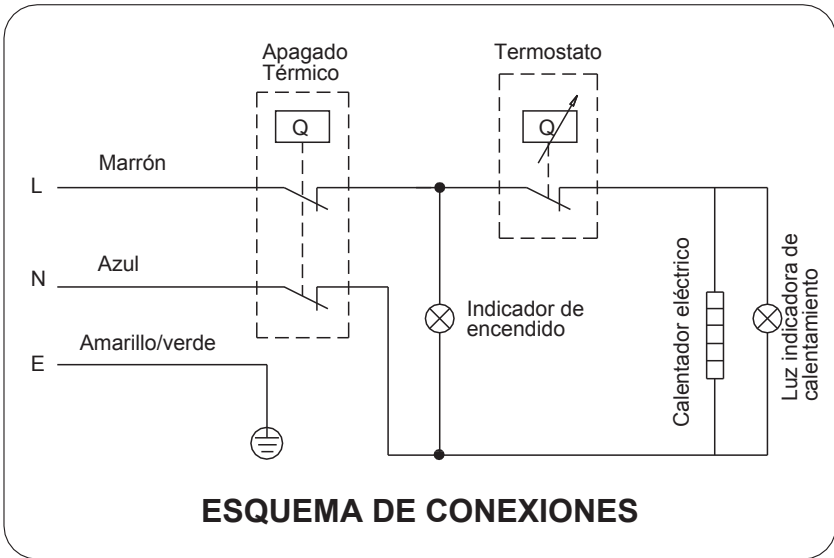 Apagado
Térmico
Termostato
Q
Q
Marrón
L
Azul
N
Indicador de
encendido
Amarillo/verde
E
Calentador eléctrico
Luz indicadora de
calentamiento
ESQUEMA DE CONEXIONES